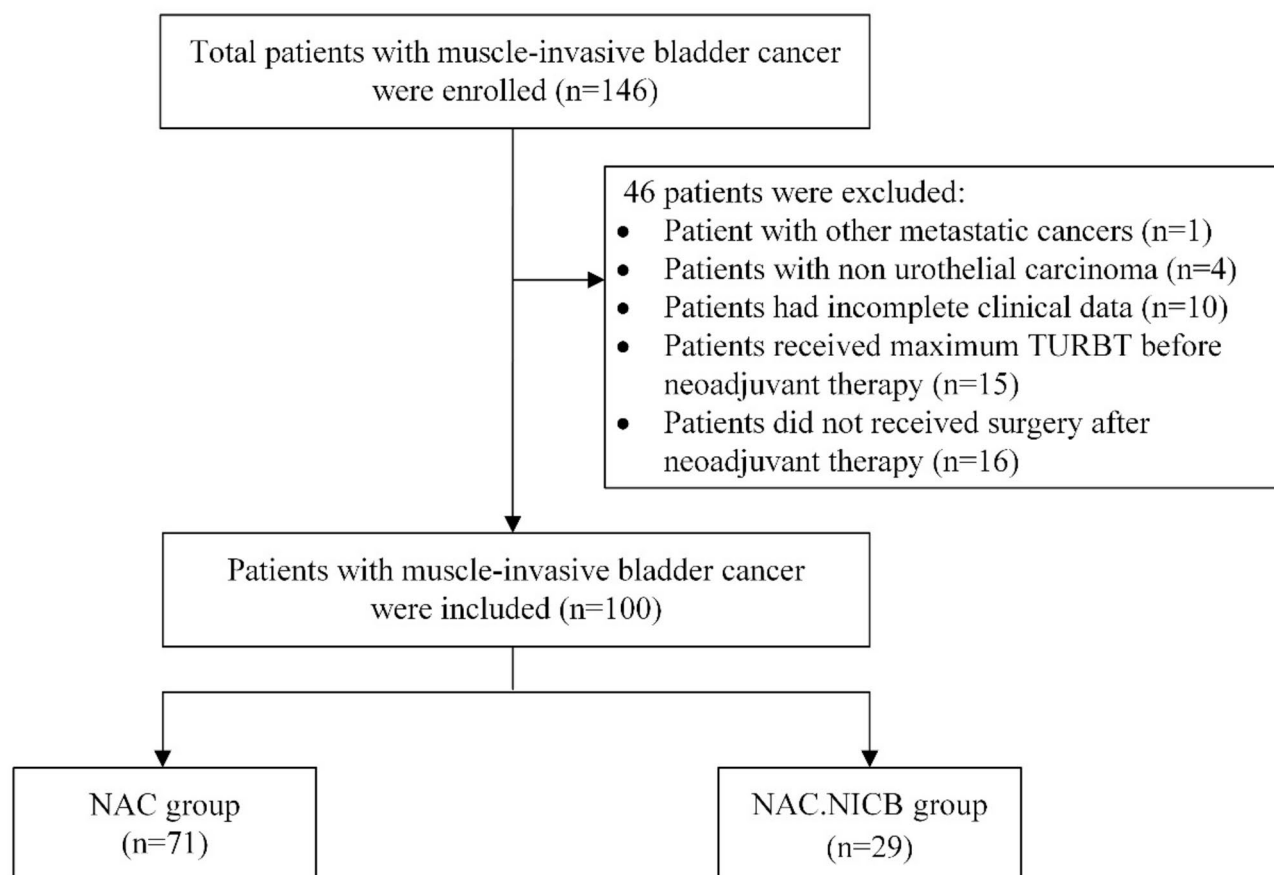 Total patients with muscle-invasive bladder cancer
were enrolled (n=146)
46 patients were excluded:
• Patient with other metastatic cancers (n=1)
• Patients with non urothelial carcinoma (n=4)
• Patients had incomplete clinical data (n=10)
• Patients received maximum TURBT before
neoadjuvant therapy (n=15)
• Patients did not received surgery after
neoadjuvant therapy (n=16)
Patients with muscle-invasive bladder cancer
were included (n=100)
NAC group
(n=71)
NAC.NICB group
(n=29)